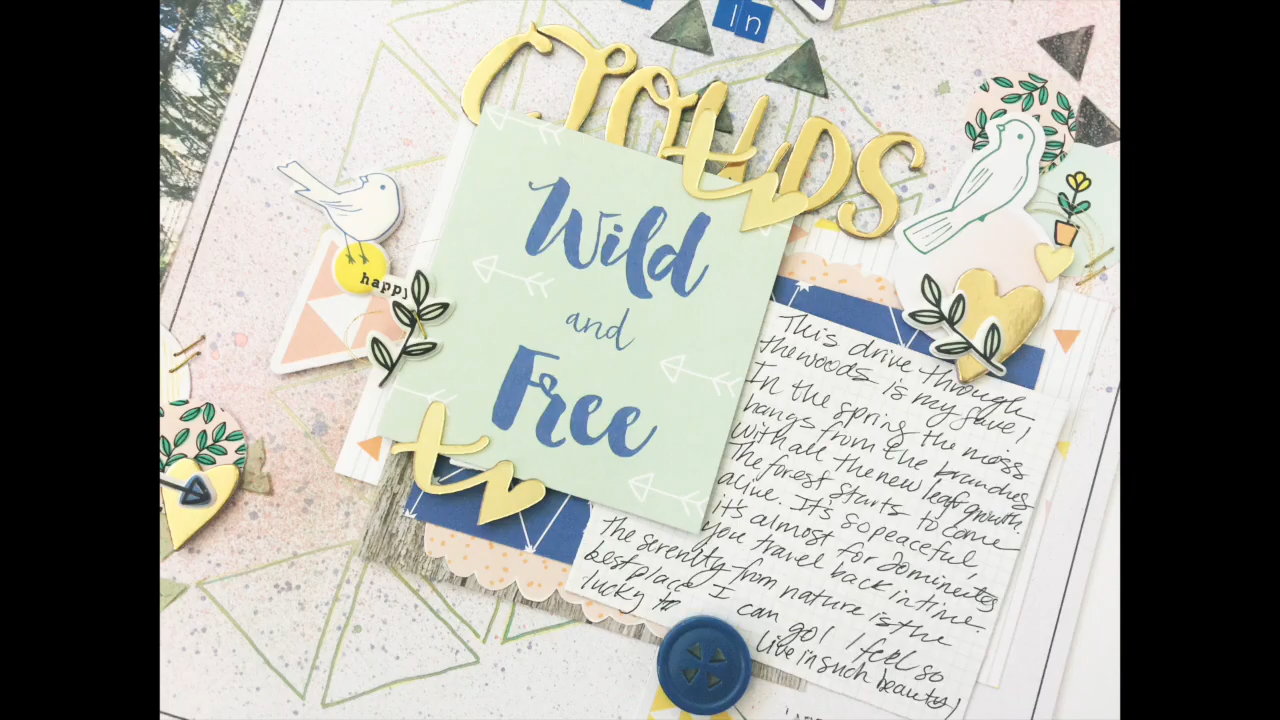 in
CLOUDS
Wild
and
Free
happy
This drive through
the woods is my fave!
In the spring the moss
hangs from the branches
with all the new leaf growth.
The forest starts to come
alive. It's so peaceful,
it's almost for dominutes
you travel back in time.
The serenity from nature is the
best place I can go! I feel so
lucky to live in such beauty!